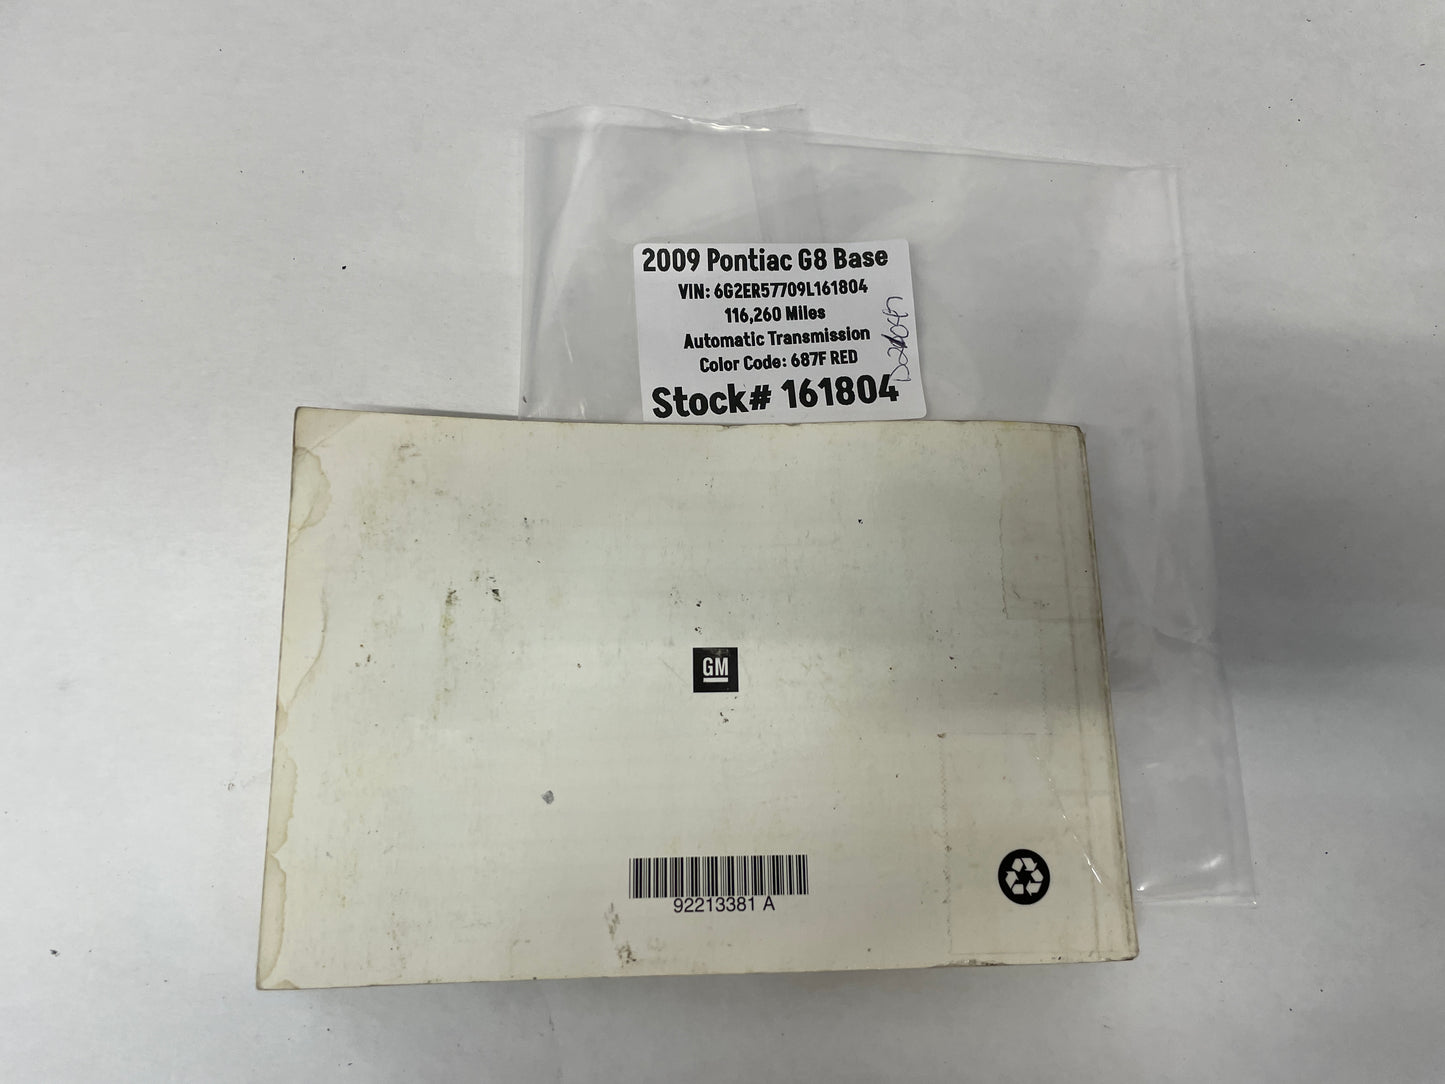 2009 Pontiac G8 Base
VIN: 6G2ER57709L161804
116,260 Miles
Automatic Transmission
Color Code: 687F RED
Stock# 161804
GM
92213381 A